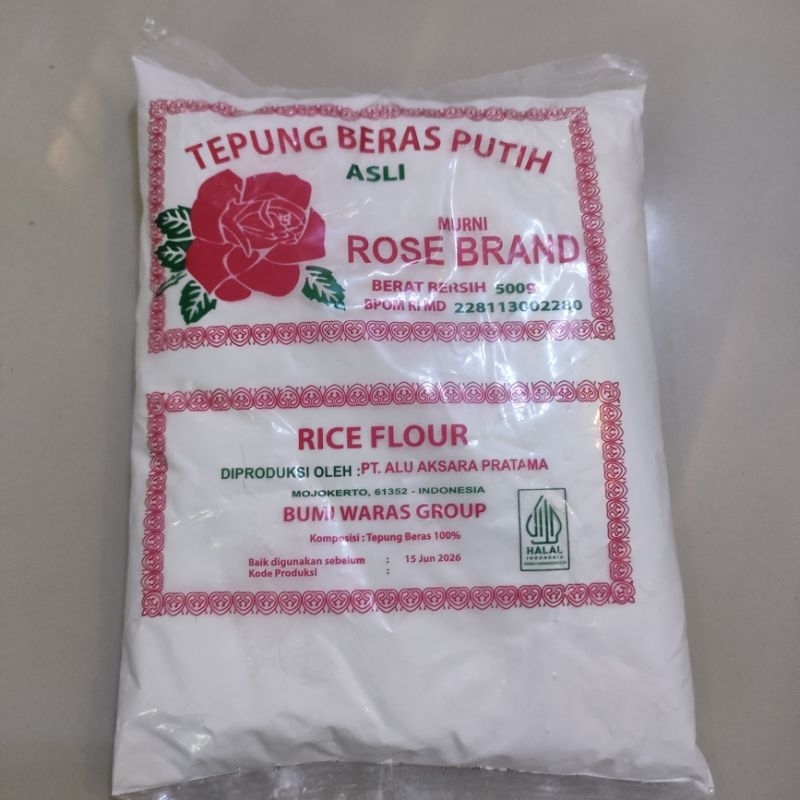 TEPUNG BERAS PUTIH
ASLI
MURNI
ROSE BRAND
BERAT BERSIH 500g
BPOM RI MD 228113002280
RICE FLOUR
DIPRODUKSI OLEH :PT. ALU AKSARA PRATAMA
MOJOKERTO, 61352 - INDONESIA
BUMI WARAS GROUP
Komposisi : Tepung Beras 100%
Baik digunakan sebelum : 15 Jun 2026
Kode Produksi :
HALAL
Indonesia